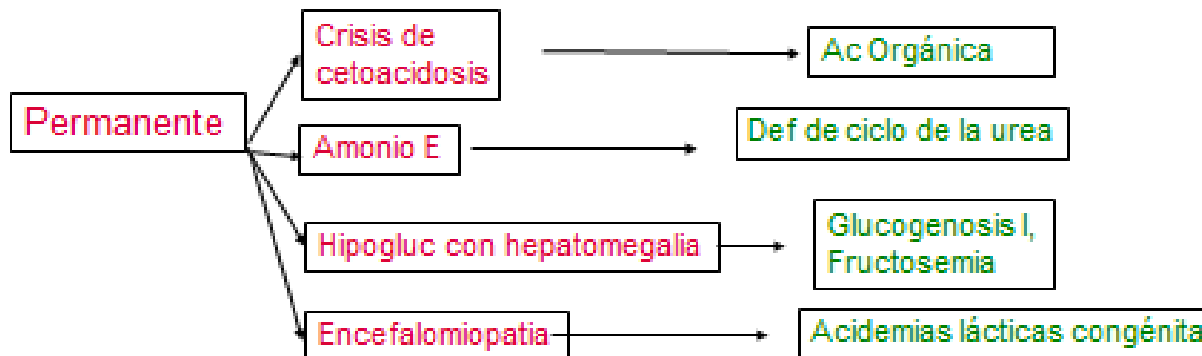 Permanente
Crisis de
cetoacidosis
Ac Orgánica
Amonio E
Def de ciclo de la urea
Hipogluc con hepatomegalia
Glucogenosis I,
Fructosemia
Encefalomiopatia
Acidemias lácticas congénita